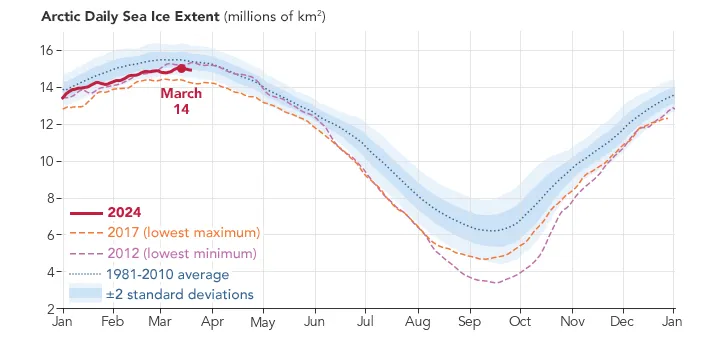 Arctic Daily Sea Ice Extent (millions of km²)
16
14
12
10
8
6
4
2
March
14
2024
2017 (lowest maximum)
2012 (lowest minimum)
1981-2010 average
±2 standard deviations
Jan Feb Mar Apr May Jun Jul Aug Sep Oct Nov Dec Jan